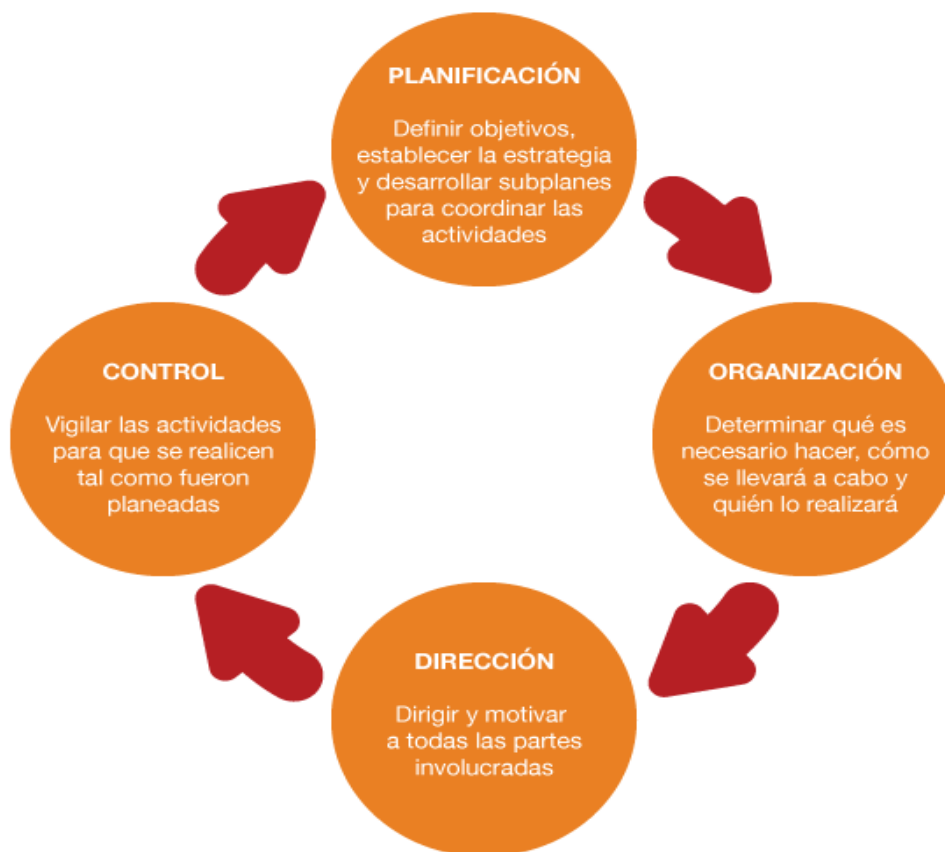 PLANIFICACIÓN
Definir objetivos,
establecer la estrategia
y desarrollar subplanes
para coordinar las
actividades
ORGANIZACIÓN
Determinar qué es
necesario hacer, cómo
se llevará a cabo y
quién lo realizará
DIRECCIÓN
Dirigir y motivar
a todas las partes
involucradas
CONTROL
Vigilar las actividades
para que se realicen
tal como fueron
planeadas